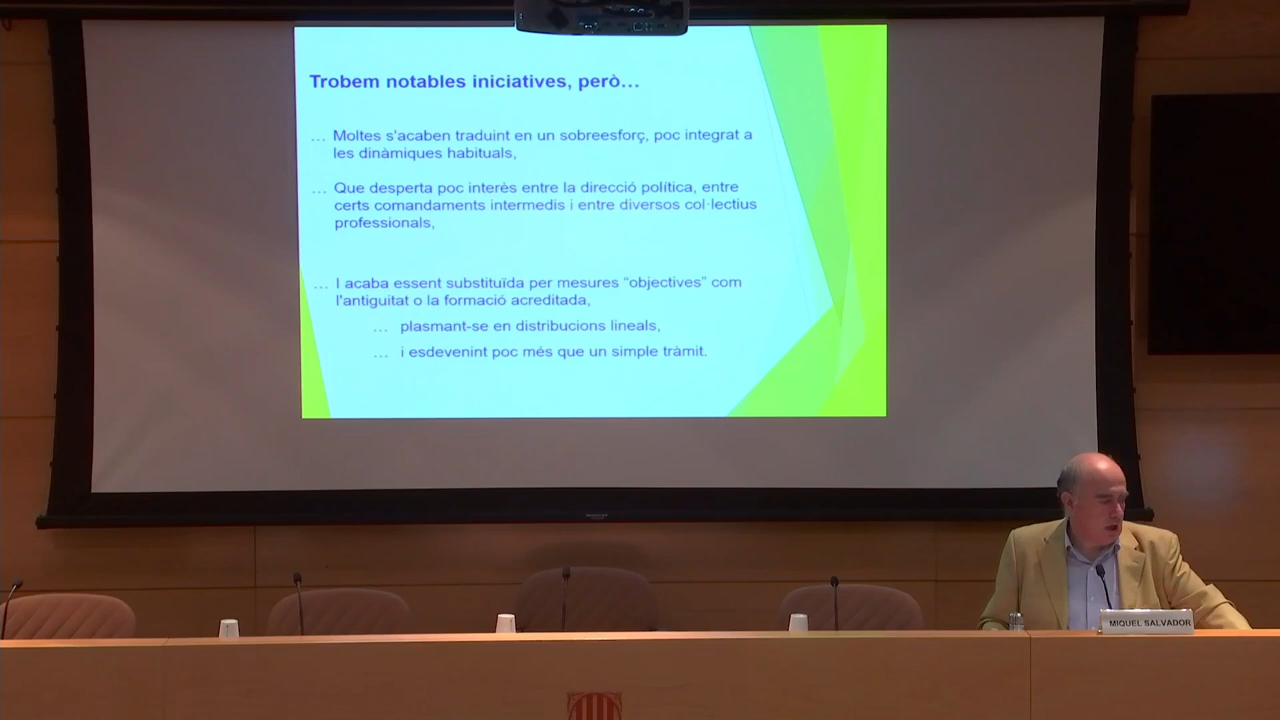 Trobem notables iniciatives, però…
… Moltes s'acaben traduint en un sobreesforç, poc integrat a
les dinàmiques habituals,
… Que desperta poc interès entre la direcció política, entre
certs comandaments intermedis i entre diversos col·lectius
professionals,
… I acaba essent substituïda per mesures “objectives” com
l'antiguitat o la formació acreditada,
… plasmant-se en distribucions lineals,
… i esdevenint poc més que un simple tràmit.
MIQUEL SALVADOR